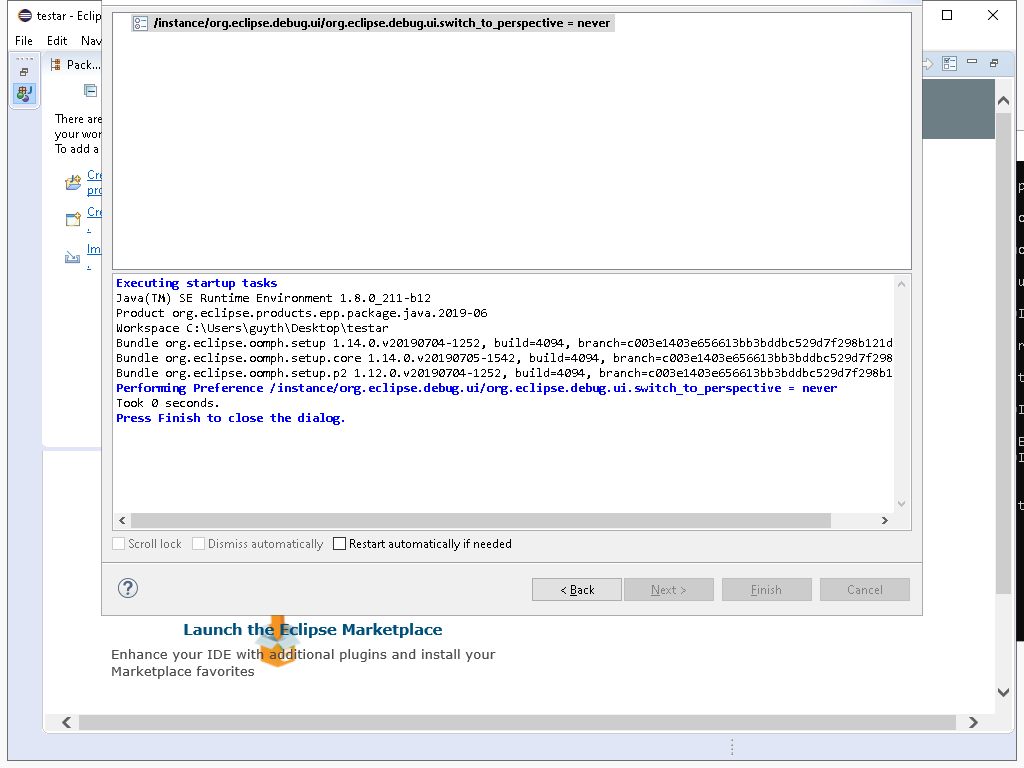 testar - Eclip
File Edit Nav
/instance/org.eclipse.debug.ui/org.eclipse.debug.ui.switch_to_perspective = never
Pack...
There are
your wor
To add a
Cre
pro
Cre
.
Im
.
Executing startup tasks
Java(TM) SE Runtime Environment 1.8.0_211-b12
Product org.eclipse.products.epp.package.java.2019-06
Workspace C:\Users\guyth\Desktop\testar
Bundle org.eclipse.oomph.setup 1.14.0.v20190704-1252, build=4094, branch=c003e1403e656613bb3bddbc529d7f298b121d
Bundle org.eclipse.oomph.setup.core 1.14.0.v20190705-1542, build=4094, branch=c003e1403e656613bb3bddbc529d7f298
Bundle org.eclipse.oomph.setup.p2 1.12.0.v20190704-1252, build=4094, branch=c003e1403e656613bb3bddbc529d7f298b1
Performing Preference /instance/org.eclipse.debug.ui/org.eclipse.debug.ui.switch_to_perspective = never
Took 0 seconds.
Press Finish to close the dialog.
Scroll lock Dismiss automatically Restart automatically if needed
? < Back Next > Finish Cancel
Launch the Eclipse Marketplace
Enhance your IDE with additional plugins and install your
Marketplace favorites